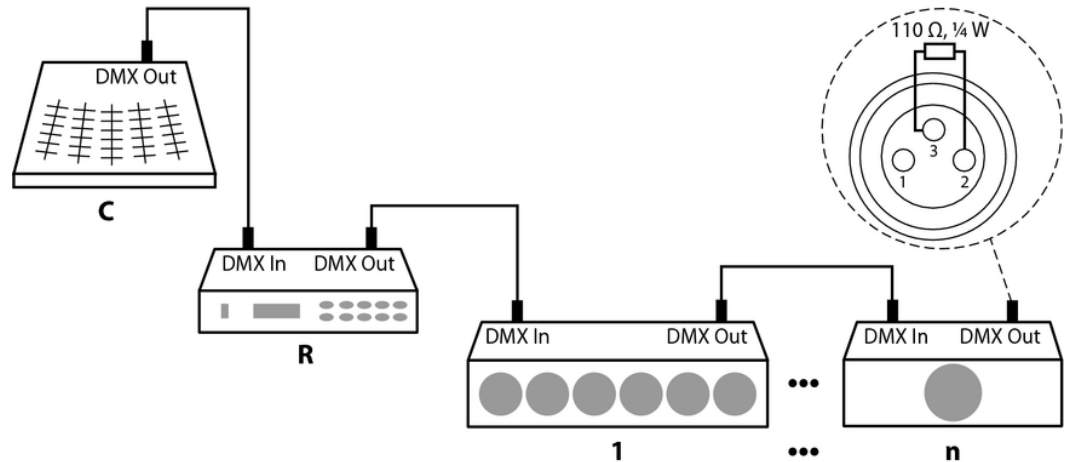 110 Ω, ¼ W
DMX Out
3
1 2
C
DMX In DMX Out
R
DMX In DMX Out
DMX In DMX Out
•••
1 ••• n